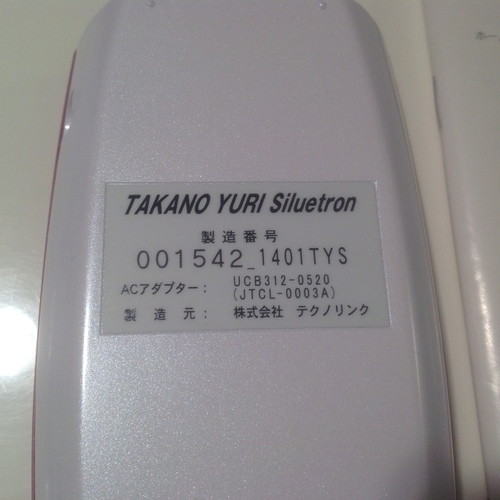 TAKANO YURI Siluetron
製造番号
001542_1401TYS
ACアダプター： UCB312-0520
(JTCL-0003A)
製造元： 株式会社 テクノリンク